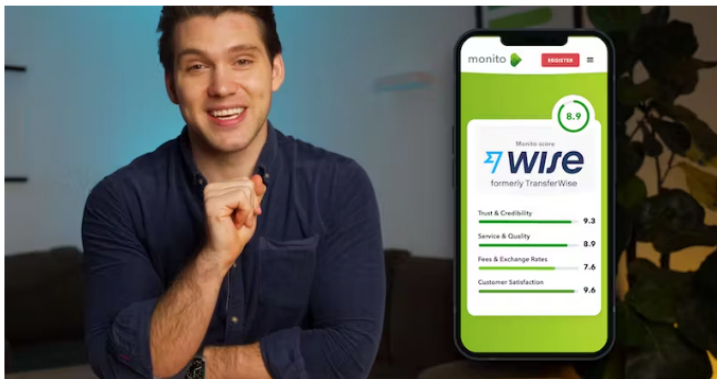 monito
REGISTER
8.9
Monito score
WISE
formerly TransferWise
Trust & Credibility
9.3
Service & Quality
8.9
Fees & Exchange Rates
7.6
Customer Satisfaction
9.6